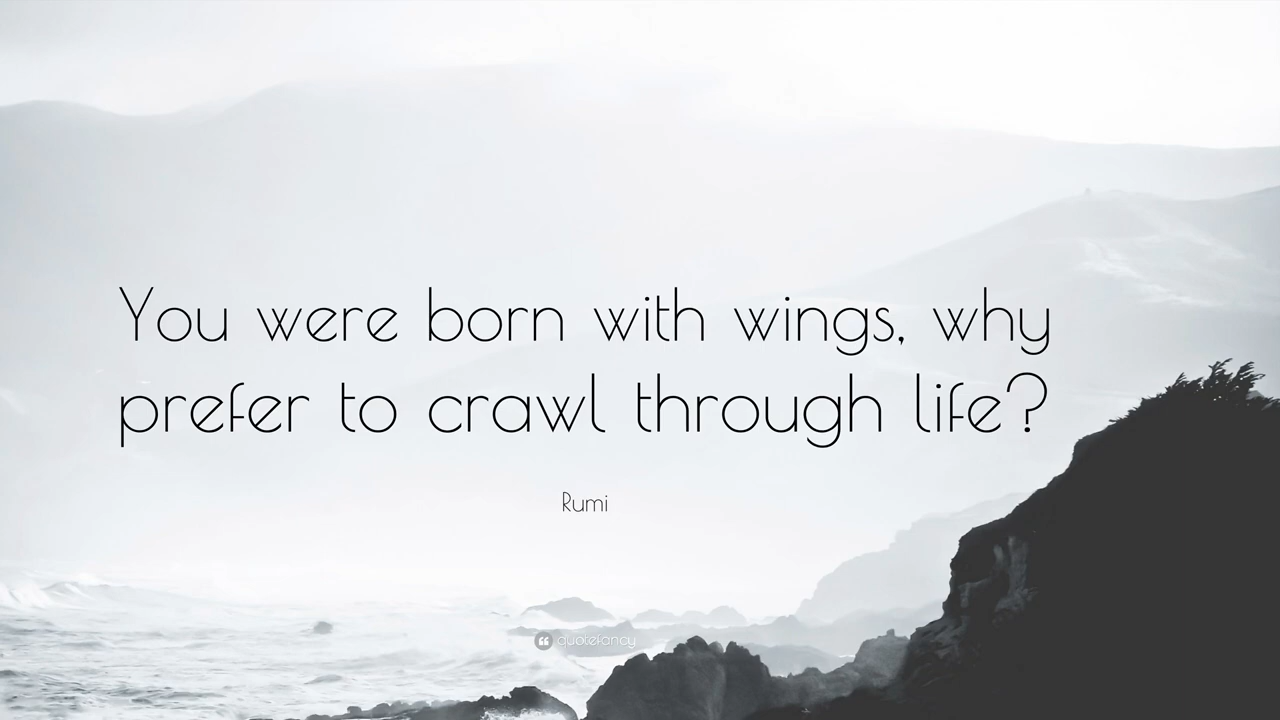 You were born with wings, why
prefer to crawl through life?
Rumi
quotefancy